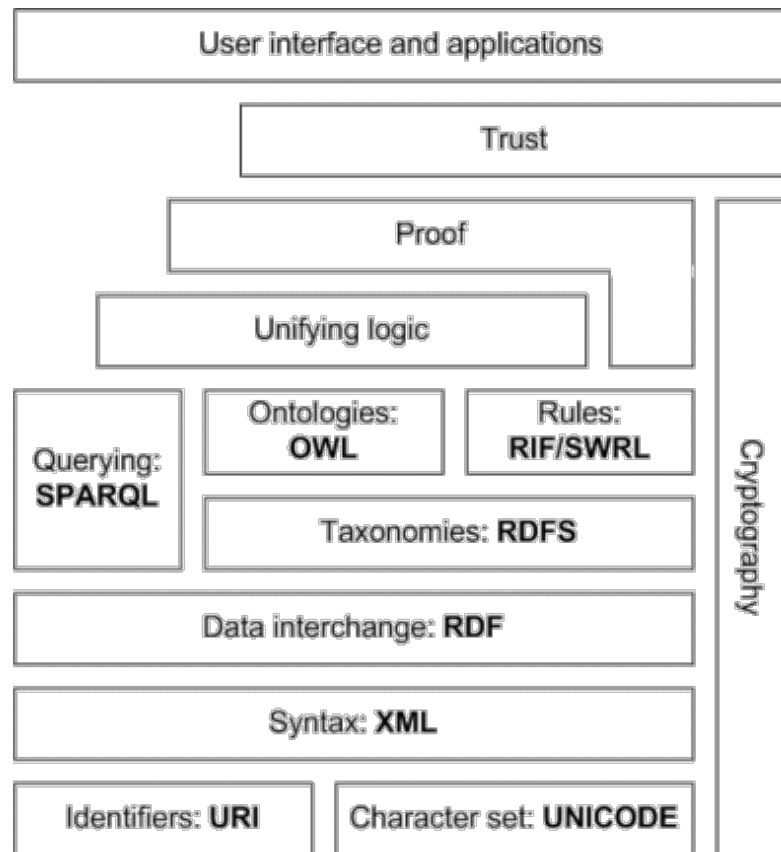 User interface and applications
Trust
Proof
Unifying logic
Querying:
SPARQL
Ontologies:
OWL
Rules:
RIF/SWRL
Taxonomies: RDFS
Data interchange: RDF
Syntax: XML
Identifiers: URI
Character set: UNICODE
Cryptography